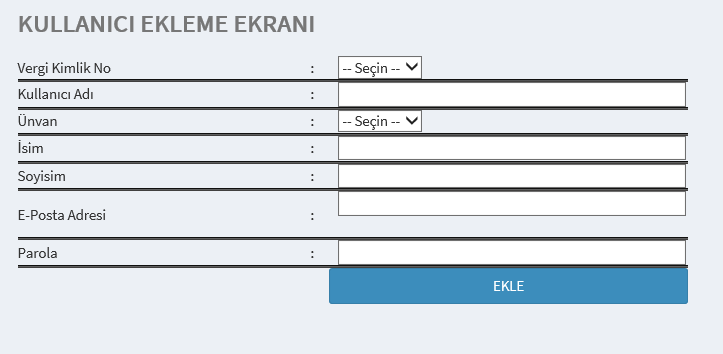 KULLANICI EKLEME EKRANI
Vergi Kimlik No : -- Seçin --
Kullanıcı Adı :
Ünvan : -- Seçin --
İsim :
Soyisim :
E-Posta Adresi :
Parola :
EKLE